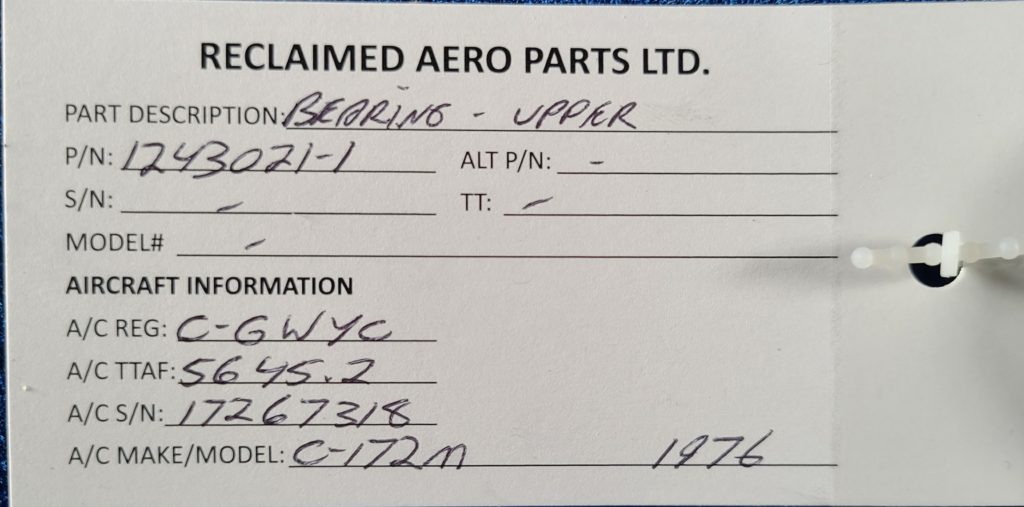 RECLAIMED AERO PARTS LTD.
PART DESCRIPTION: BEARING - UPPER
P/N: 1243021-1 ALT P/N: -
S/N: - TT: -
MODEL# -
AIRCRAFT INFORMATION
A/C REG: C-GWYC
A/C TTAF: 5645.2
A/C S/N: 17267318
A/C MAKE/MODEL: C-172M 1976